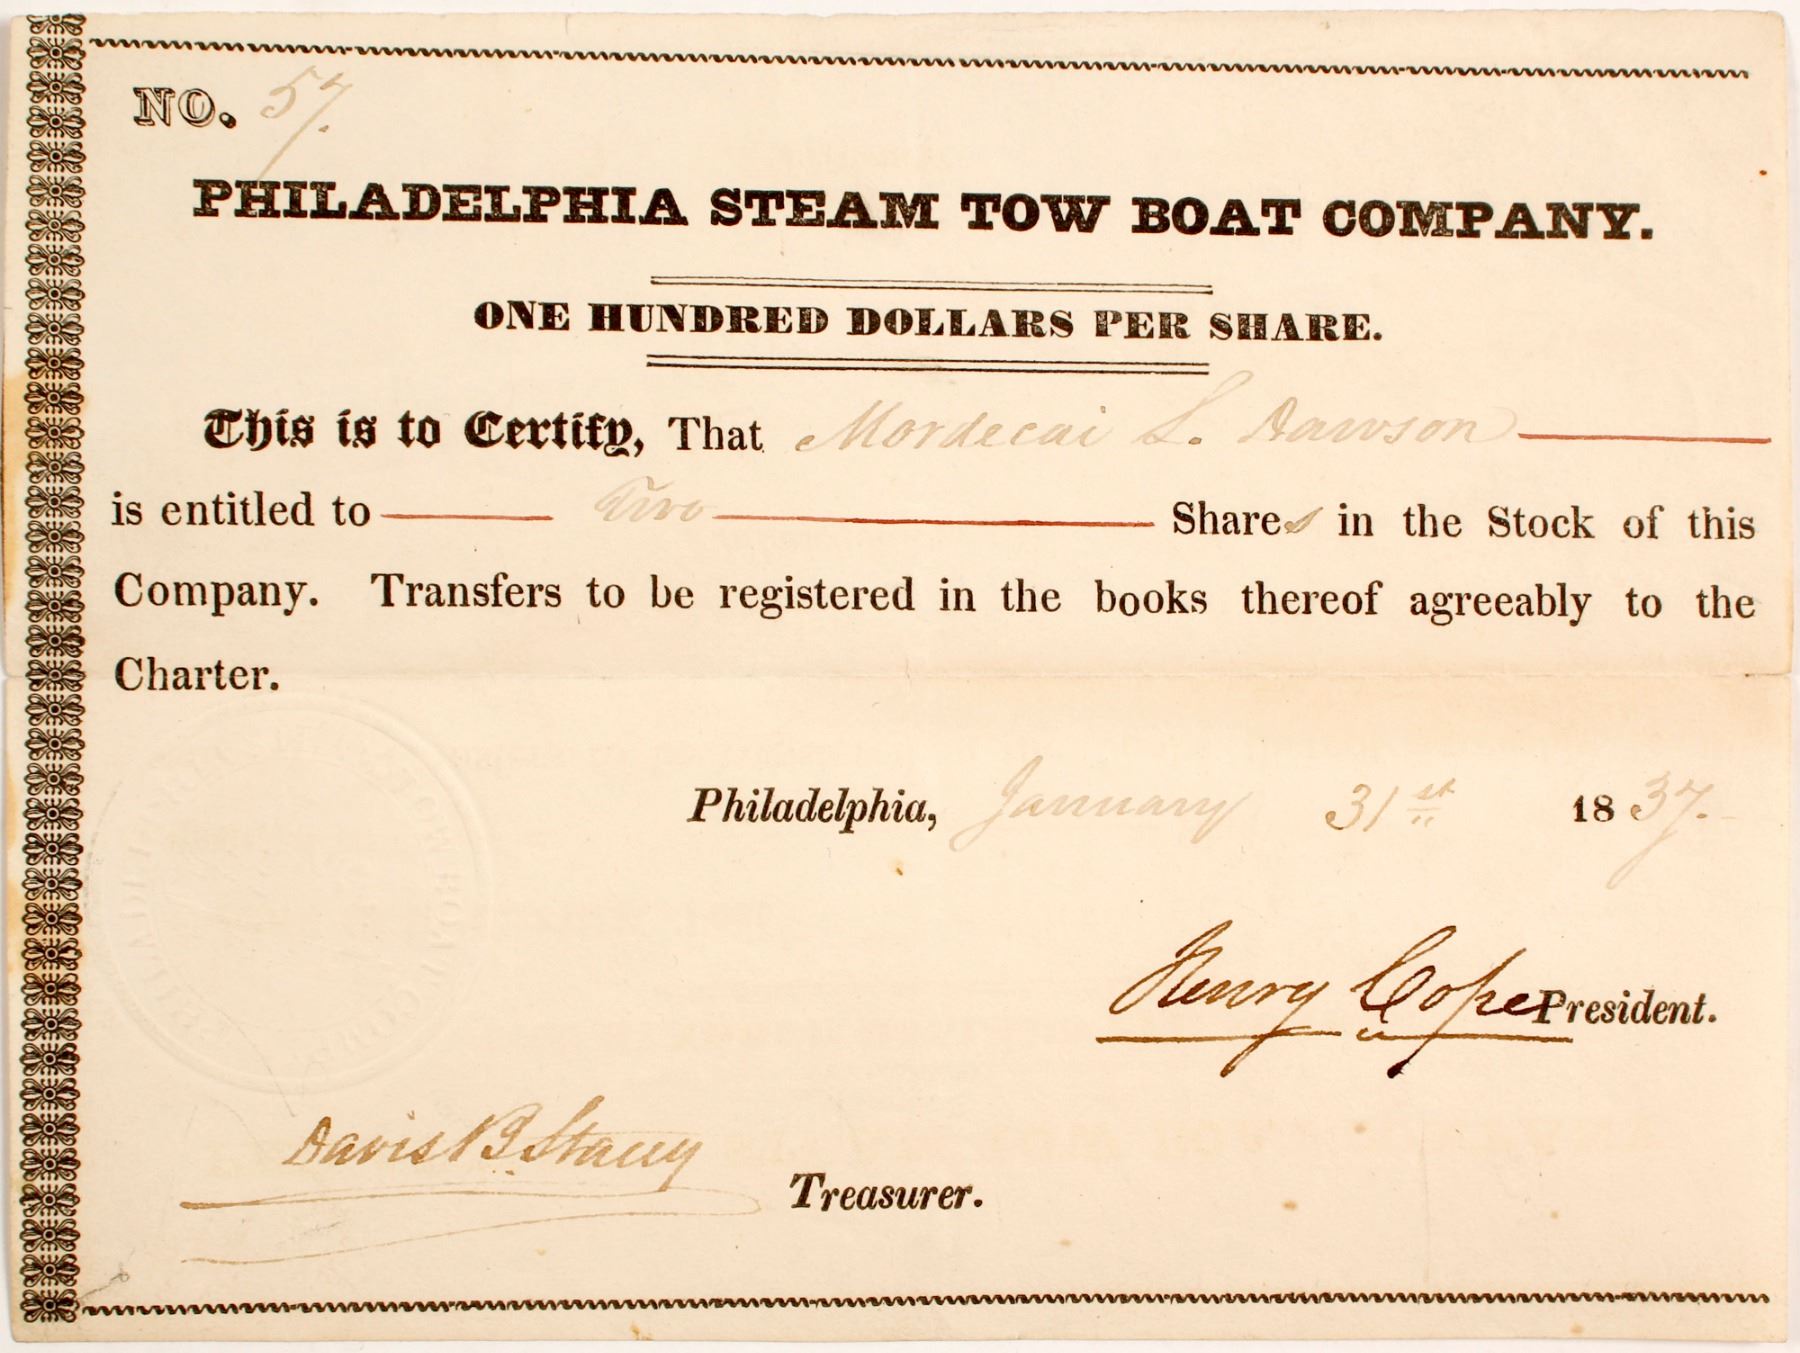 NO. 57.
PHILADELPHIA STEAM TOW BOAT COMPANY.
ONE HUNDRED DOLLARS PER SHARE.
This is to Certify, That Mordecai L. Dawson
is entitled to Two Shares in the Stock of this
Company. Transfers to be registered in the books thereof agreeably to the
Charter.
Philadelphia, January 31st 1837.
Henry Cope President.
Davis B Stacey
Treasurer.